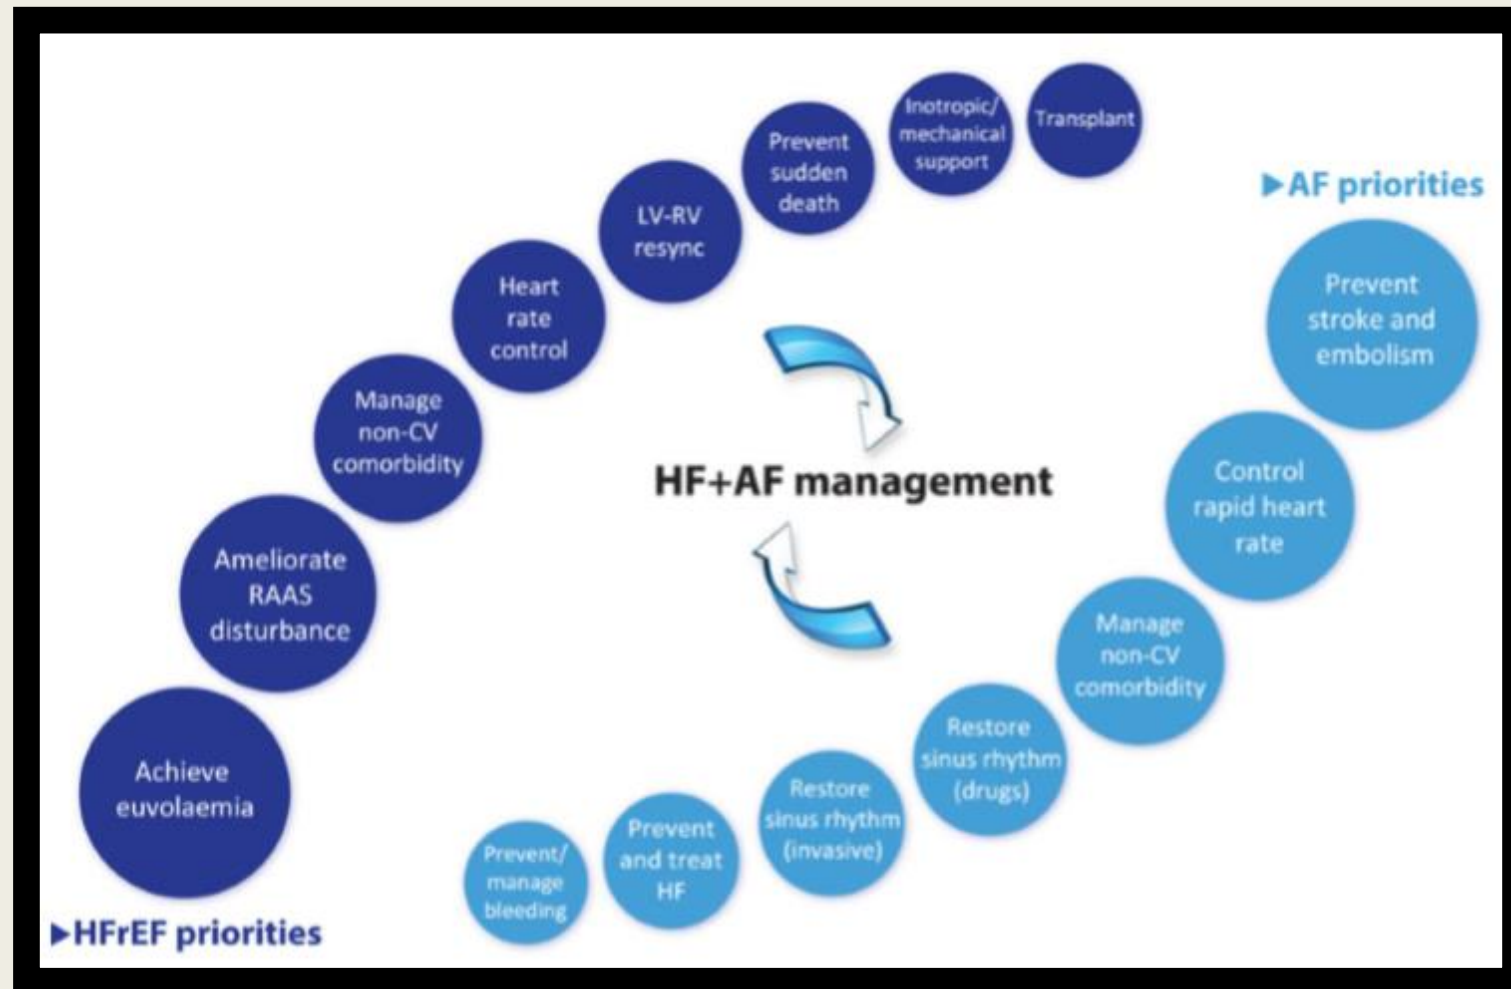 Inotropic/
mechanical
support
Transplant
Prevent
sudden
death
LV-RV
resync
Heart
rate
control
Manage
non-CV
comorbidity
Ameliorate
RAAS
disturbance
Achieve
euvolaemia
▶HFrEF priorities
HF+AF management
▶AF priorities
Prevent
stroke and
embolism
Control
rapid heart
rate
Manage
non-CV
comorbidity
Restore
sinus rhythm
(drugs)
Restore
sinus rhythm
(invasive)
Prevent
and treat
HF
Prevent/
manage
bleeding